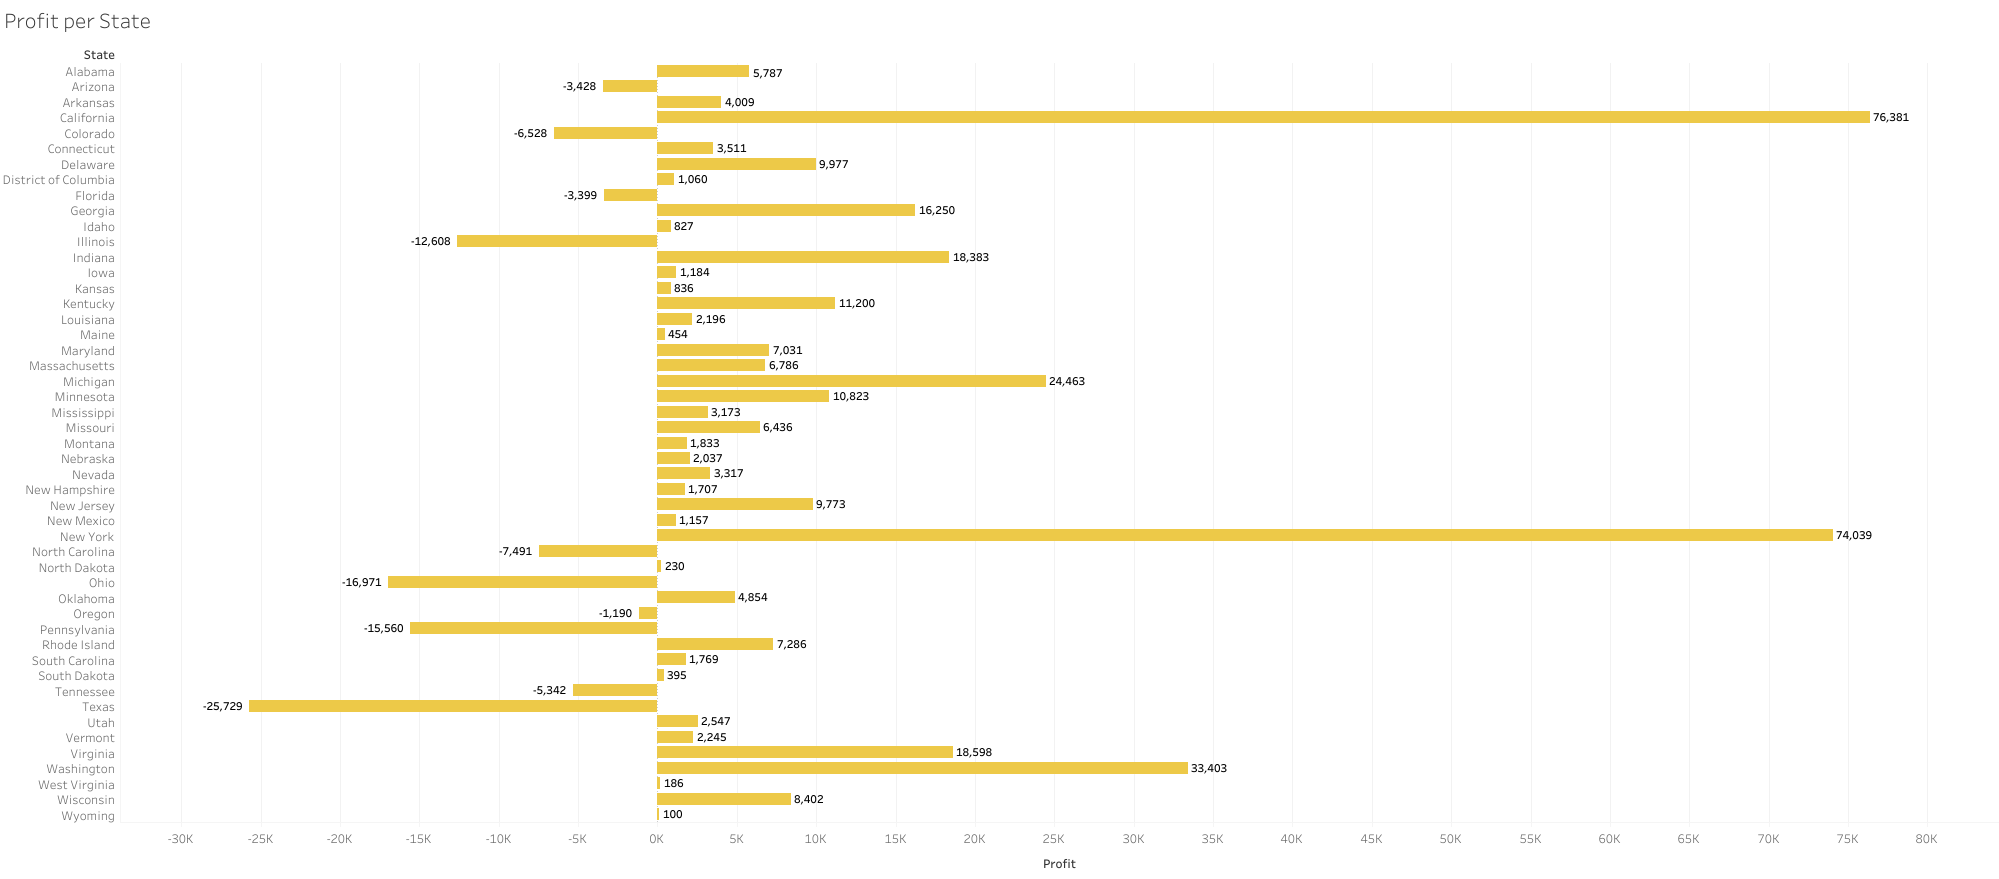 Profit per State
State
Alabama 5,787
Arizona -3,428
Arkansas 4,009
California 76,381
Colorado -6,528
Connecticut 3,511
Delaware 9,977
District of Columbia 1,060
Florida -3,399
Georgia 16,250
Idaho 827
Illinois -12,608
Indiana 18,383
Iowa 1,184
Kansas 836
Kentucky 11,200
Louisiana 2,196
Maine 454
Maryland 7,031
Massachusetts 6,786
Michigan 24,463
Minnesota 10,823
Mississippi 3,173
Missouri 6,436
Montana 1,833
Nebraska 2,037
Nevada 3,317
New Hampshire 1,707
New Jersey 9,773
New Mexico 1,157
New York 74,039
North Carolina -7,491
North Dakota 230
Ohio -16,971
Oklahoma 4,854
Oregon -1,190
Pennsylvania -15,560
Rhode Island 7,286
South Carolina 1,769
South Dakota 395
Tennessee -5,342
Texas -25,729
Utah 2,547
Vermont 2,245
Virginia 18,598
Washington 33,403
West Virginia 186
Wisconsin 8,402
Wyoming 100
-30K -25K -20K -15K -10K -5K 0K 5K 10K 15K 20K 25K 30K 35K 40K 45K 50K 55K 60K 65K 70K 75K 80K
Profit